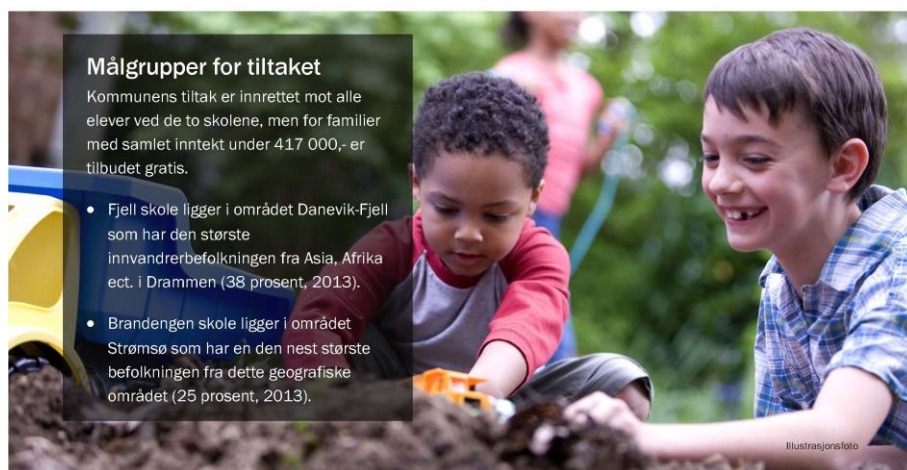 Målgrupper for tiltaket
Kommunens tiltak er innrettet mot alle
elever ved de to skolene, men for familier
med samlet inntekt under 417 000,- er
tilbudet gratis.
• Fjell skole ligger i området Danevik-Fjell
som har den største
innvandrerbefolkningen fra Asia, Afrika
ect. i Drammen (38 prosent, 2013).
• Brandengen skole ligger i området
Strømsø som har en den nest største
befolkningen fra dette geografiske
området (25 prosent, 2013).
Illustrasjonsfoto